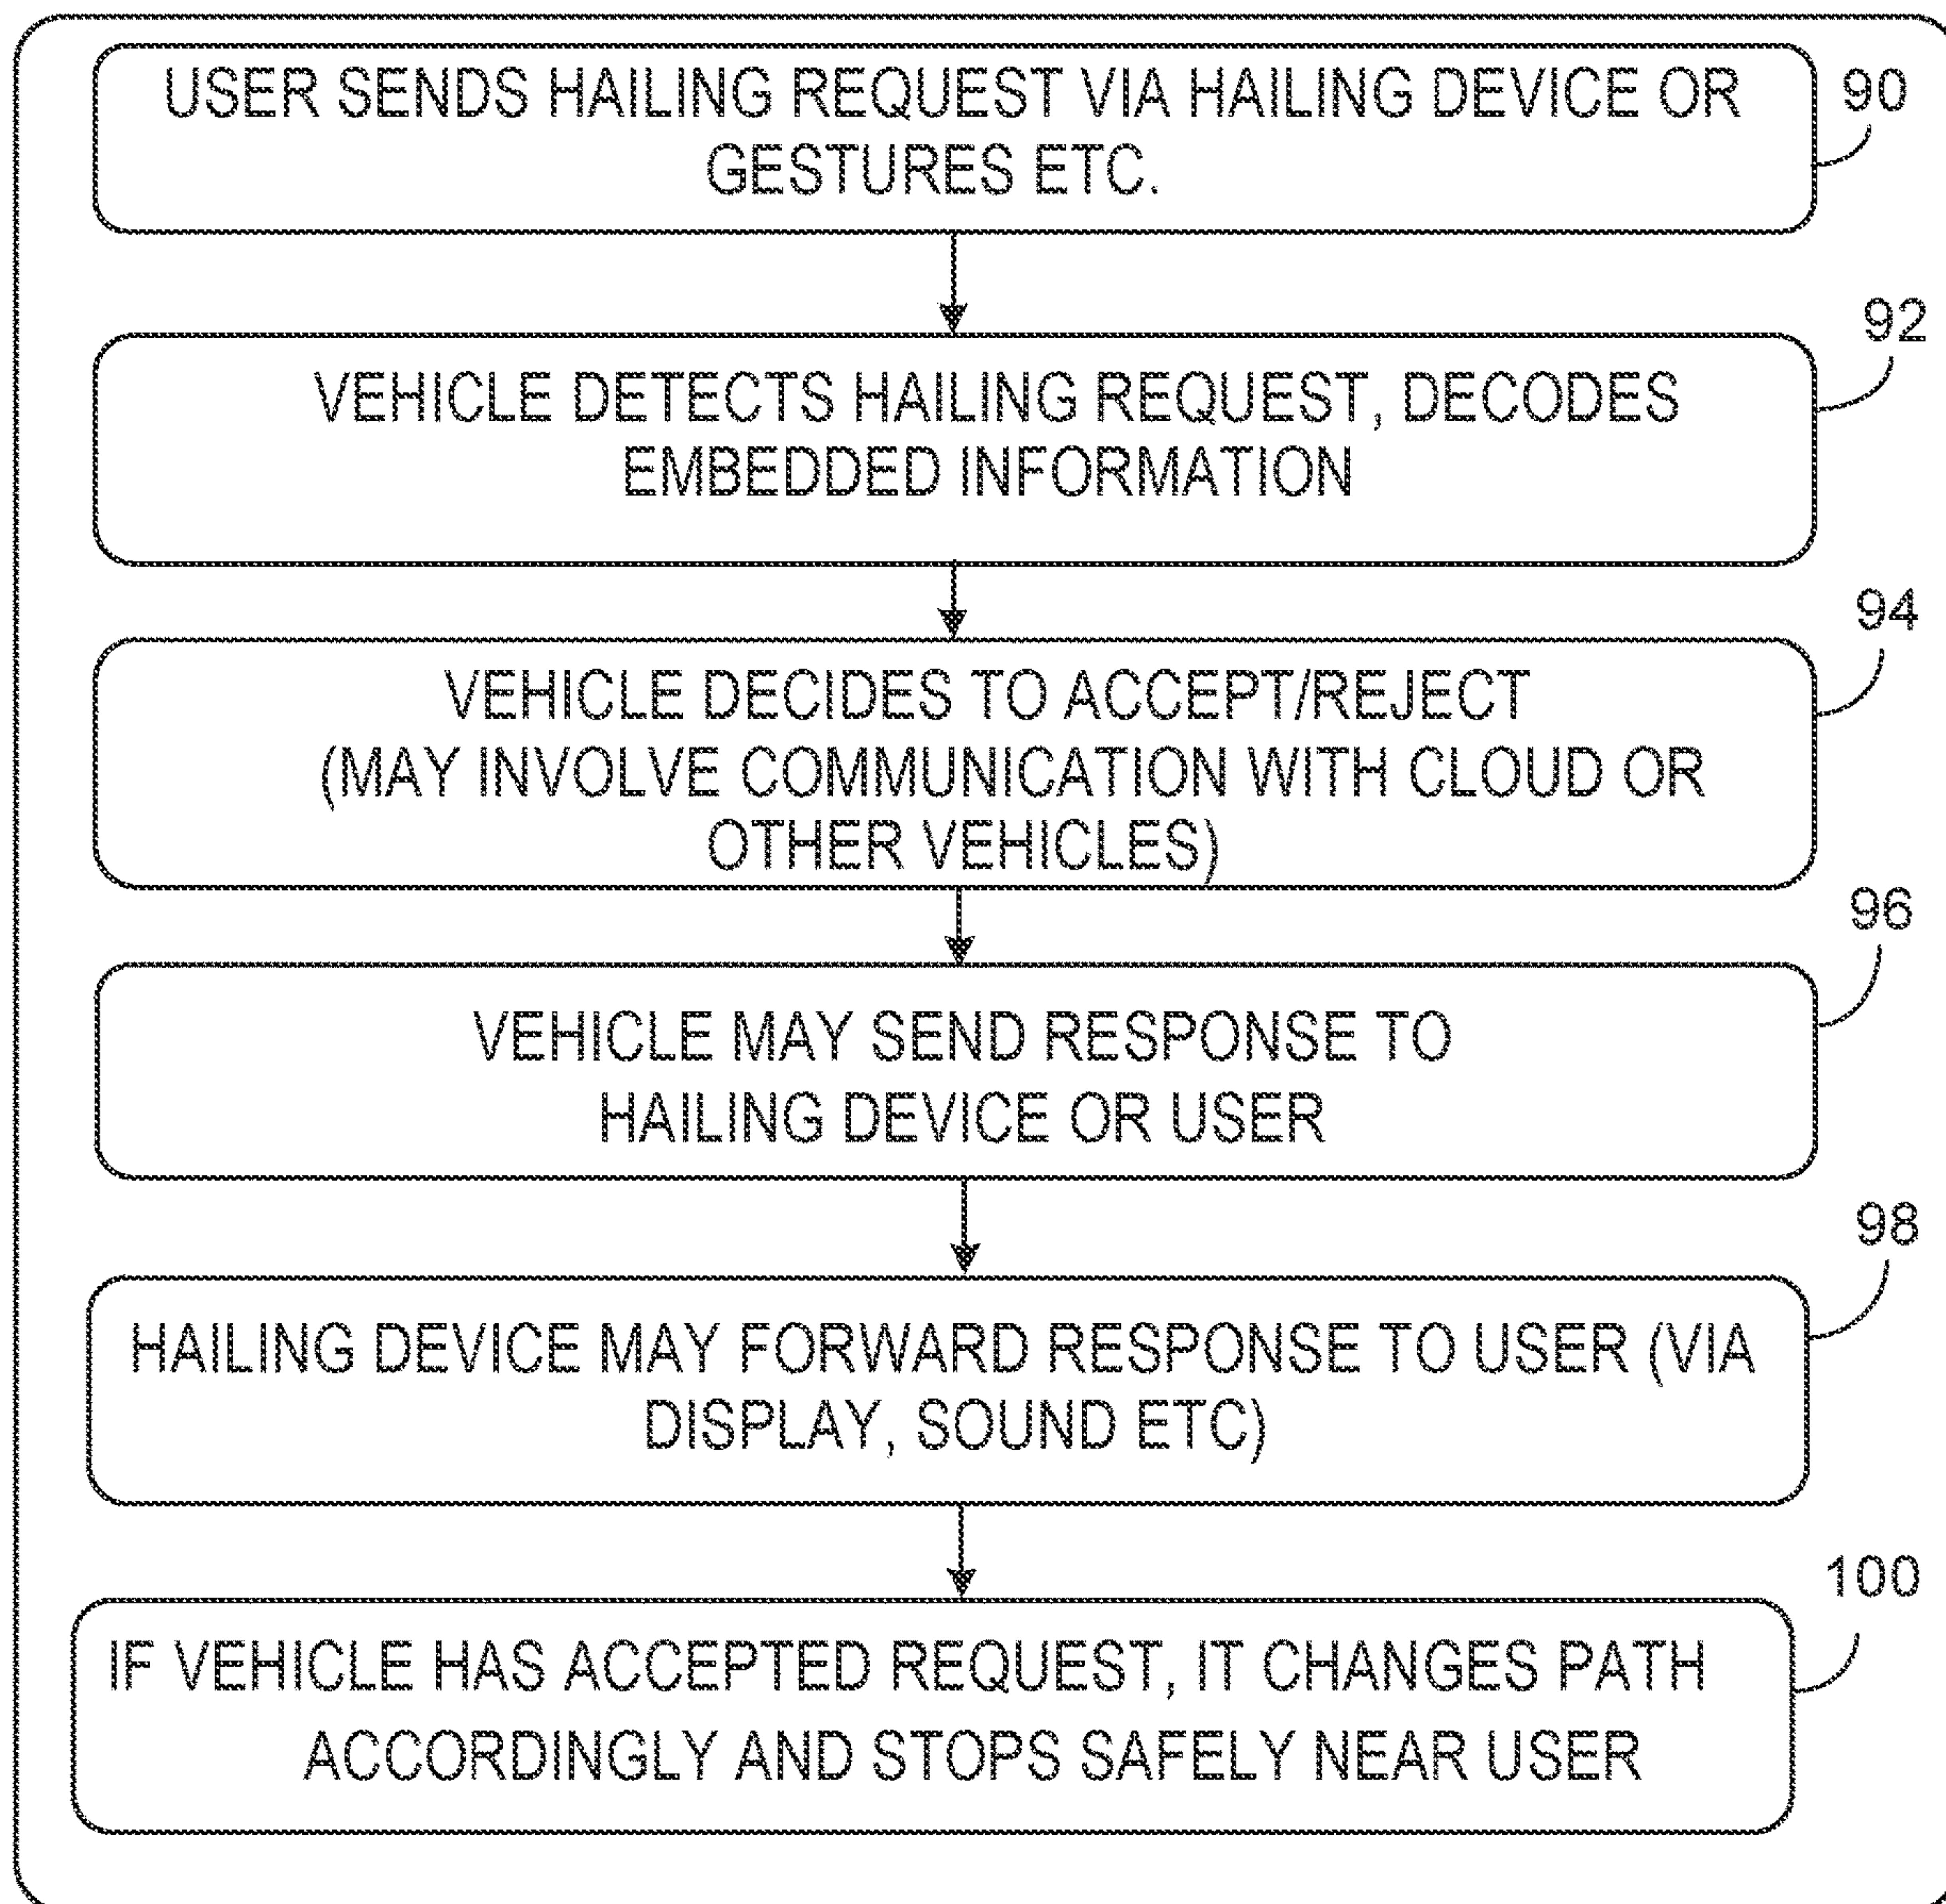 USER SENDS HAILING REQUEST VIA HAILING DEVICE OR
GESTURES ETC.
90
VEHICLE DETECTS HAILING REQUEST, DECODES
EMBEDDED INFORMATION
92
VEHICLE DECIDES TO ACCEPT/REJECT
(MAY INVOLVE COMMUNICATION WITH CLOUD OR
OTHER VEHICLES)
94
VEHICLE MAY SEND RESPONSE TO
HAILING DEVICE OR USER
96
HAILING DEVICE MAY FORWARD RESPONSE TO USER (VIA
DISPLAY, SOUND ETC)
98
IF VEHICLE HAS ACCEPTED REQUEST, IT CHANGES PATH
ACCORDINGLY AND STOPS SAFELY NEAR USER
100